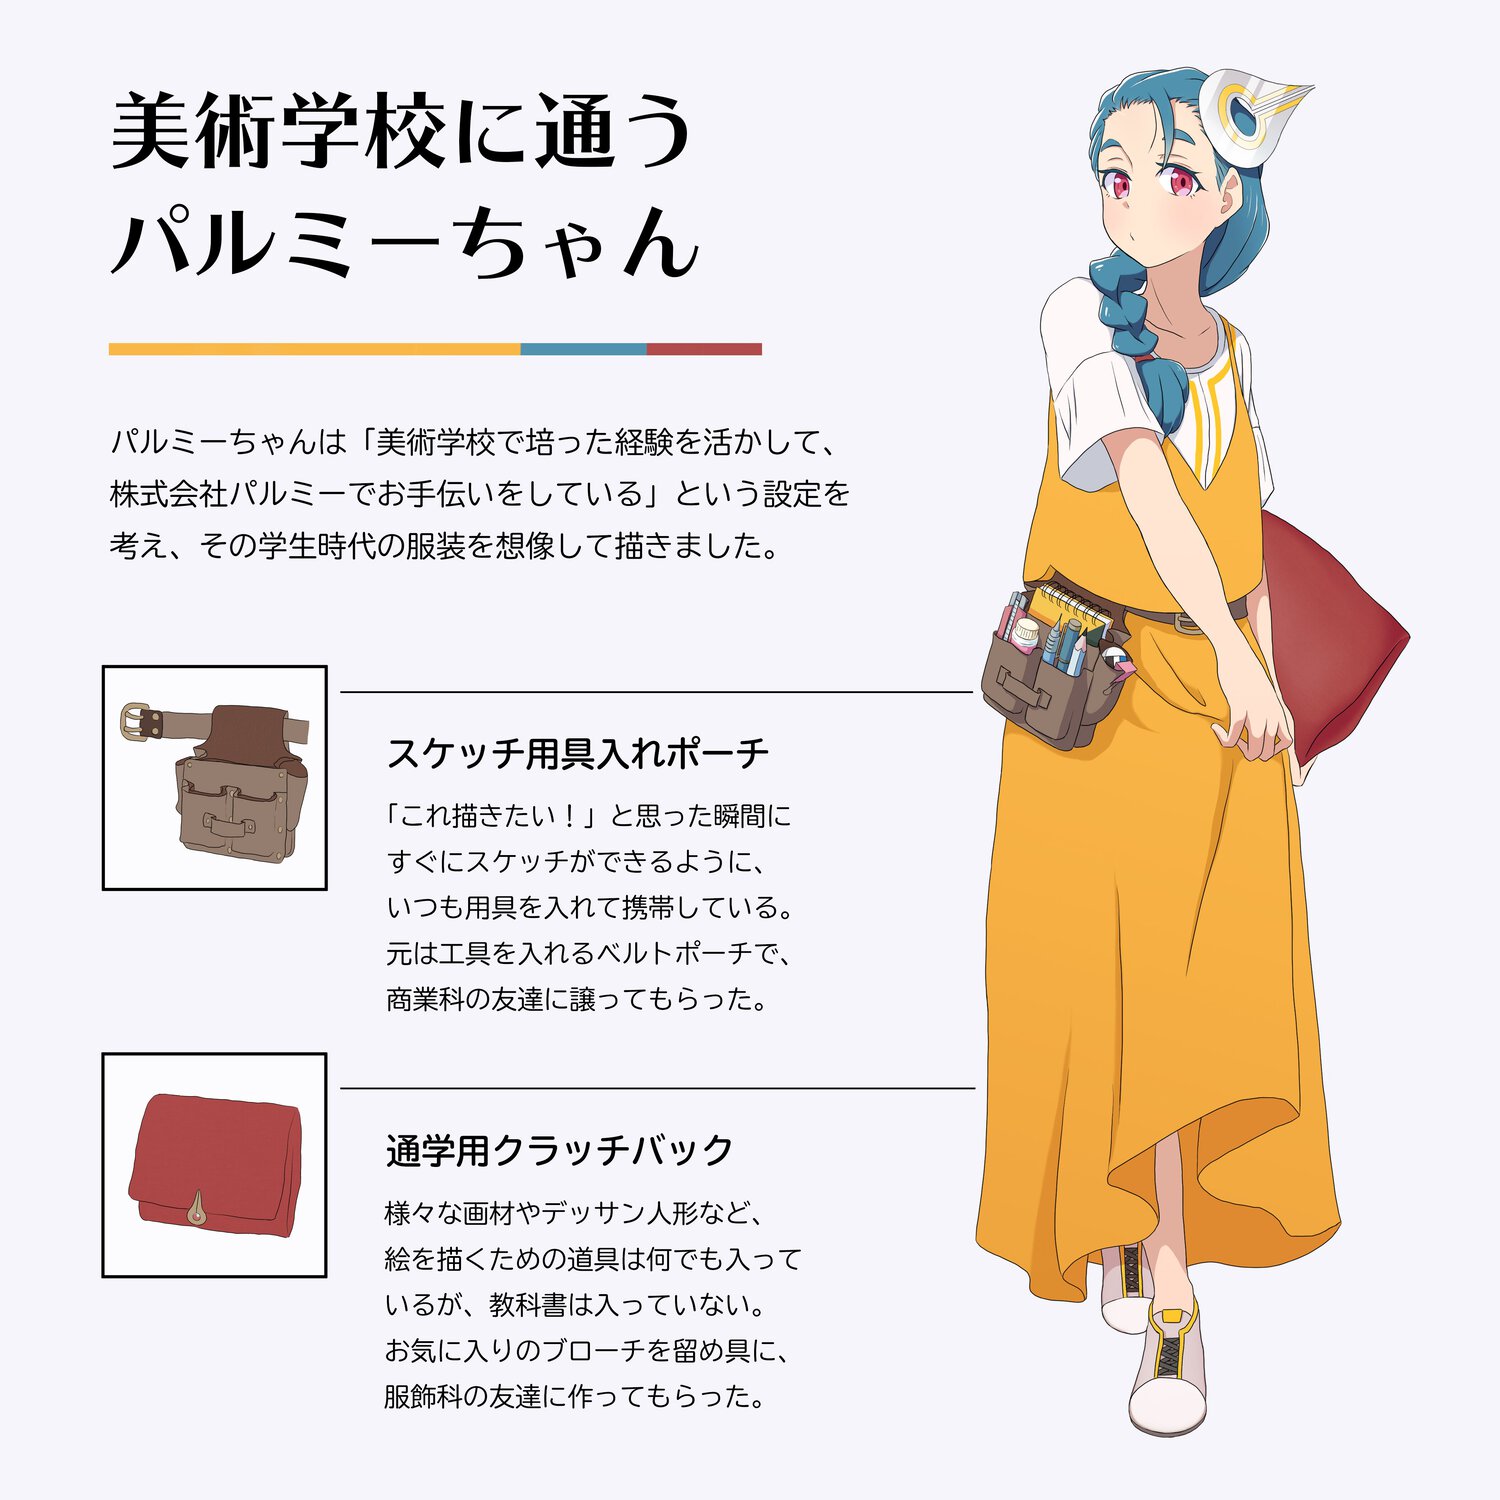 美術学校に通う
パルミーちゃん
パルミーちゃんは「美術学校で培った経験を活かして、
株式会社パルミーでお手伝いをしている」という設定を
考え、その学生時代の服装を想像して描きました。
スケッチ用具入れポーチ
「これ描きたい！」と思った瞬間に
すぐにスケッチができるように、
いつも用具を入れて携帯している。
元は工具を入れるベルトポーチで、
商業科の友達に譲ってもらった。
通学用クラッチバック
様々な画材やデッサン人形など、
絵を描くための道具は何でも入って
いるが、教科書は入っていない。
お気に入りのブローチを留め具に、
服飾科の友達に作ってもらった。